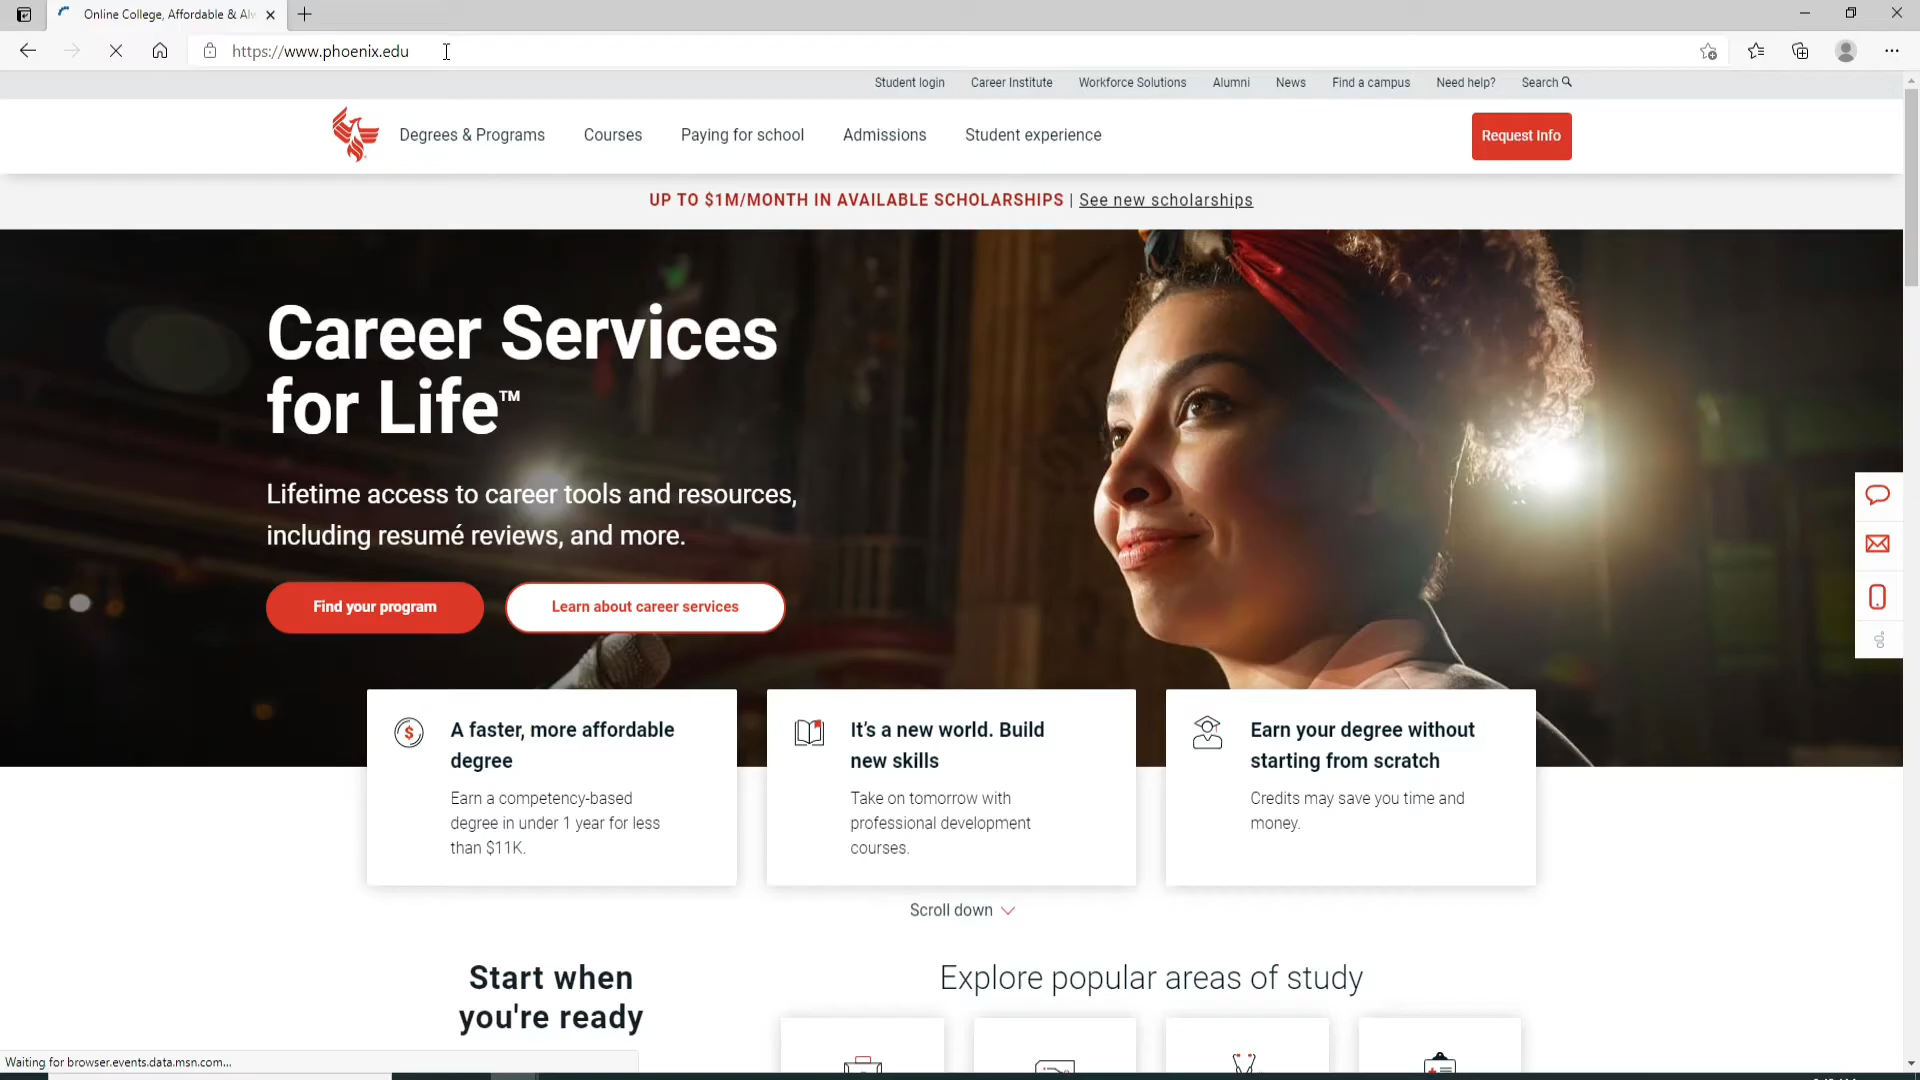 Online College, Affordable & Alw
https://www.phoenix.edu
Student login
Career Institute
Workforce Solutions
Alumni
News
Find a campus
Need help?
Search
Degrees & Programs
Courses
Paying for school
Admissions
Student experience
Request Info
UP TO $1M/MONTH IN AVAILABLE SCHOLARSHIPS | See new scholarships
Career Services
for Life™
Lifetime access to career tools and resources,
including resumé reviews, and more.
Find your program
Learn about career services
A faster, more affordable
degree
Earn a competency-based
degree in under 1 year for less
than $11K.
It's a new world. Build
new skills
Take on tomorrow with
professional development
courses.
Earn your degree without
starting from scratch
Credits may save you time and
money.
Scroll down
Start when
you're ready
Explore popular areas of study
Waiting for browser.events.data.msn.com...